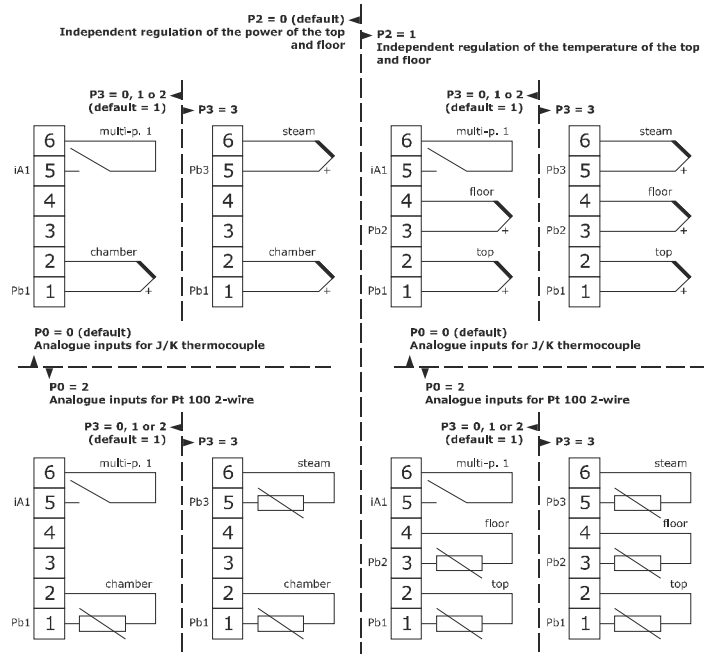 P2 = 0 (default)
Independent regulation of the power of the top
and floor
P2 = 1
Independent regulation of the temperature of the top
and floor
P3 = 0, 1 o 2
(default = 1)
P3 = 3
6 multi-p. 1
iA1 5
4
3
2 chamber
Pb1 1 +
6 steam
Pb3 5 +
4
3
2 chamber
Pb1 1 +
P3 = 0, 1 o 2
(default = 1)
P3 = 3
6 multi-p. 1
iA1 5
4 floor
Pb2 3 +
2 top
Pb1 1 +
6 steam
Pb3 5 +
4 floor
Pb2 3 +
2 top
Pb1 1 +
P0 = 0 (default)
Analogue inputs for J/K thermocouple
P0 = 0 (default)
Analogue inputs for J/K thermocouple
P0 = 2
Analogue inputs for Pt 100 2-wire
P0 = 2
Analogue inputs for Pt 100 2-wire
P3 = 0, 1 or 2
(default = 1)
P3 = 3
6 multi-p. 1
iA1 5
4
3
2 chamber
Pb1 1
6 steam
Pb3 5
4
3
2 chamber
Pb1 1
P3 = 0, 1 or 2
(default = 1)
P3 = 3
6 multi-p. 1
iA1 5
4 floor
Pb2 3
2 top
Pb1 1
6 steam
Pb3 5
4 floor
Pb2 3
2 top
Pb1 1